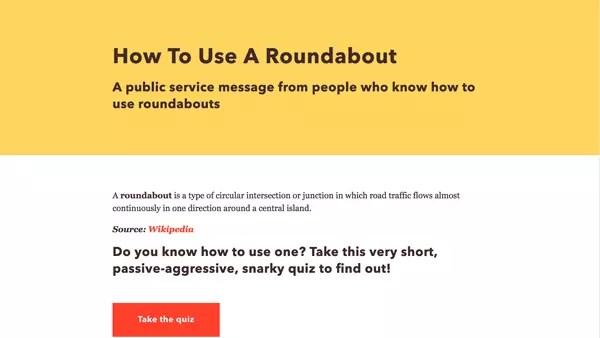 How To Use A Roundabout
A public service message from people who know how to
use roundabouts
A roundabout is a type of circular intersection or junction in which road traffic flows almost
continuously in one direction around a central island.
Source: Wikipedia
Do you know how to use one? Take this very short,
passive-aggressive, snarky quiz to find out!
Take the quiz